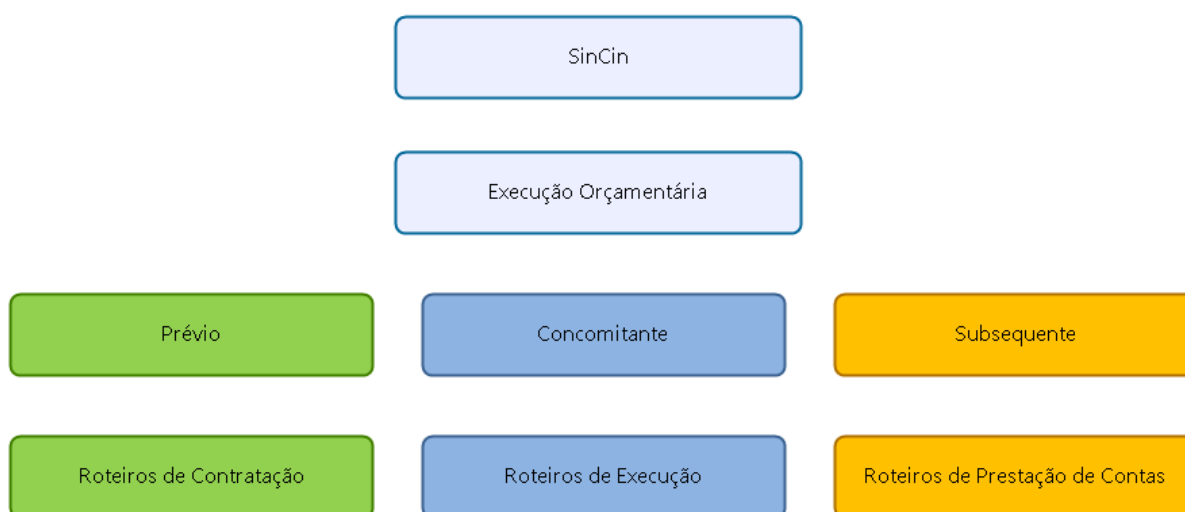 SinCin
Execução Orçamentária
Prévio
Concomitante
Subsequente
Roteiros de Contratação
Roteiros de Execução
Roteiros de Prestação de Contas